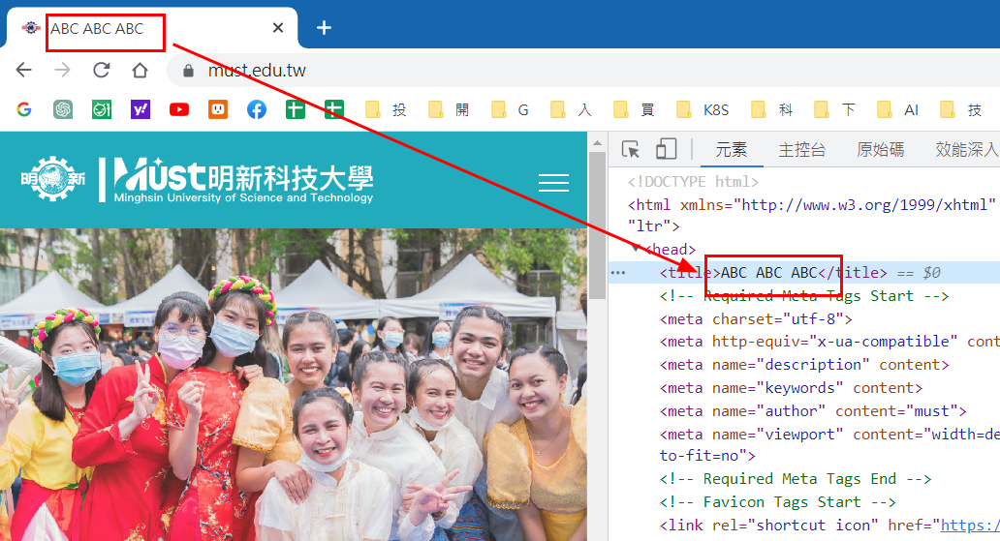 ABC ABC ABC
must.edu.tw
投 開 G 入 買 K8S 科 下 AI 技
明新 MUST明新科技大學
Minghsin University of Science and Technology
元素 主控台 原始碼 效能深入
<!DOCTYPE html>
<html xmlns="http://www.w3.org/1999/xhtml"
"ltr">
<head>
<title>ABC ABC ABC</title> == $0
<!-- Required Meta Tags Start -->
<meta charset="utf-8">
<meta http-equiv="x-ua-compatible" cont
<meta name="description" content>
<meta name="keywords" content>
<meta name="author" content="must">
<meta name="viewport" content="width=de
to-fit=no">
<!-- Required Meta Tags End -->
<!-- Favicon Tags Start -->
<link rel="shortcut icon" href="https:/